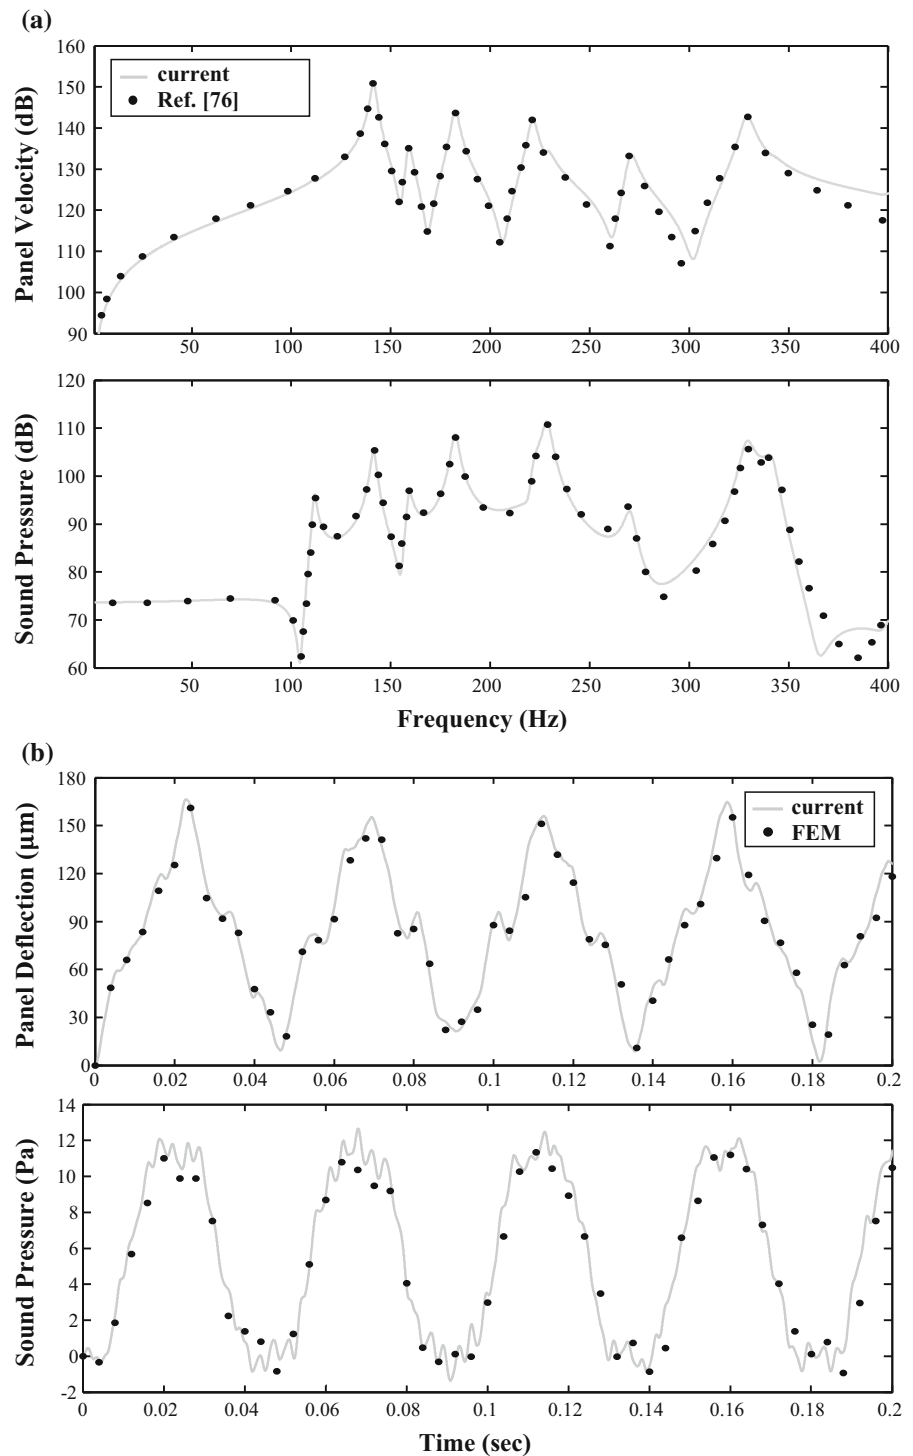 (a)
160
150
140
130
120
110
100
90
Panel Velocity (dB)
current
Ref. [76]
50 100 150 200 250 300 350 400
120
110
100
90
80
70
60
Sound Pressure (dB)
50 100 150 200 250 300 350 400
Frequency (Hz)
(b)
180
150
120
90
60
30
0
Panel Deflection (μm)
current
FEM
0 0.02 0.04 0.06 0.08 0.1 0.12 0.14 0.16 0.18 0.2
14
12
10
8
6
4
2
0
-2
Sound Pressure (Pa)
0 0.02 0.04 0.06 0.08 0.1 0.12 0.14 0.16 0.18 0.2
Time (sec)